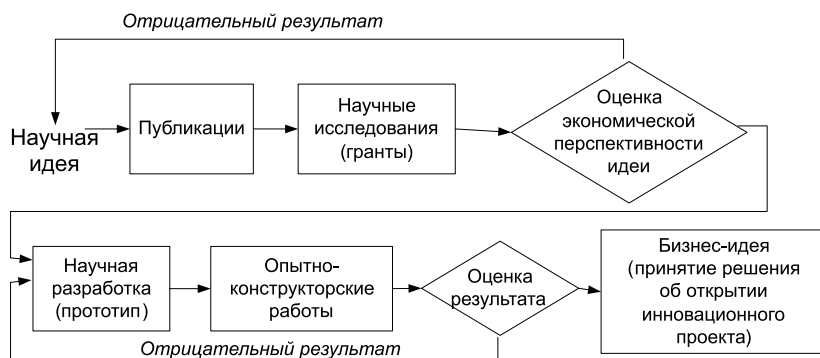 Отрицательный результат
Научная
идея
Публикации
Научные
исследования
(гранты)
Оценка
экономической
перспективности
идеи
Научная
разработка
(прототип)
Опытно-
конструкторские
работы
Оценка
результата
Бизнес-идея
(принятие решения
об открытии
инновационного
проекта)
Отрицательный результат